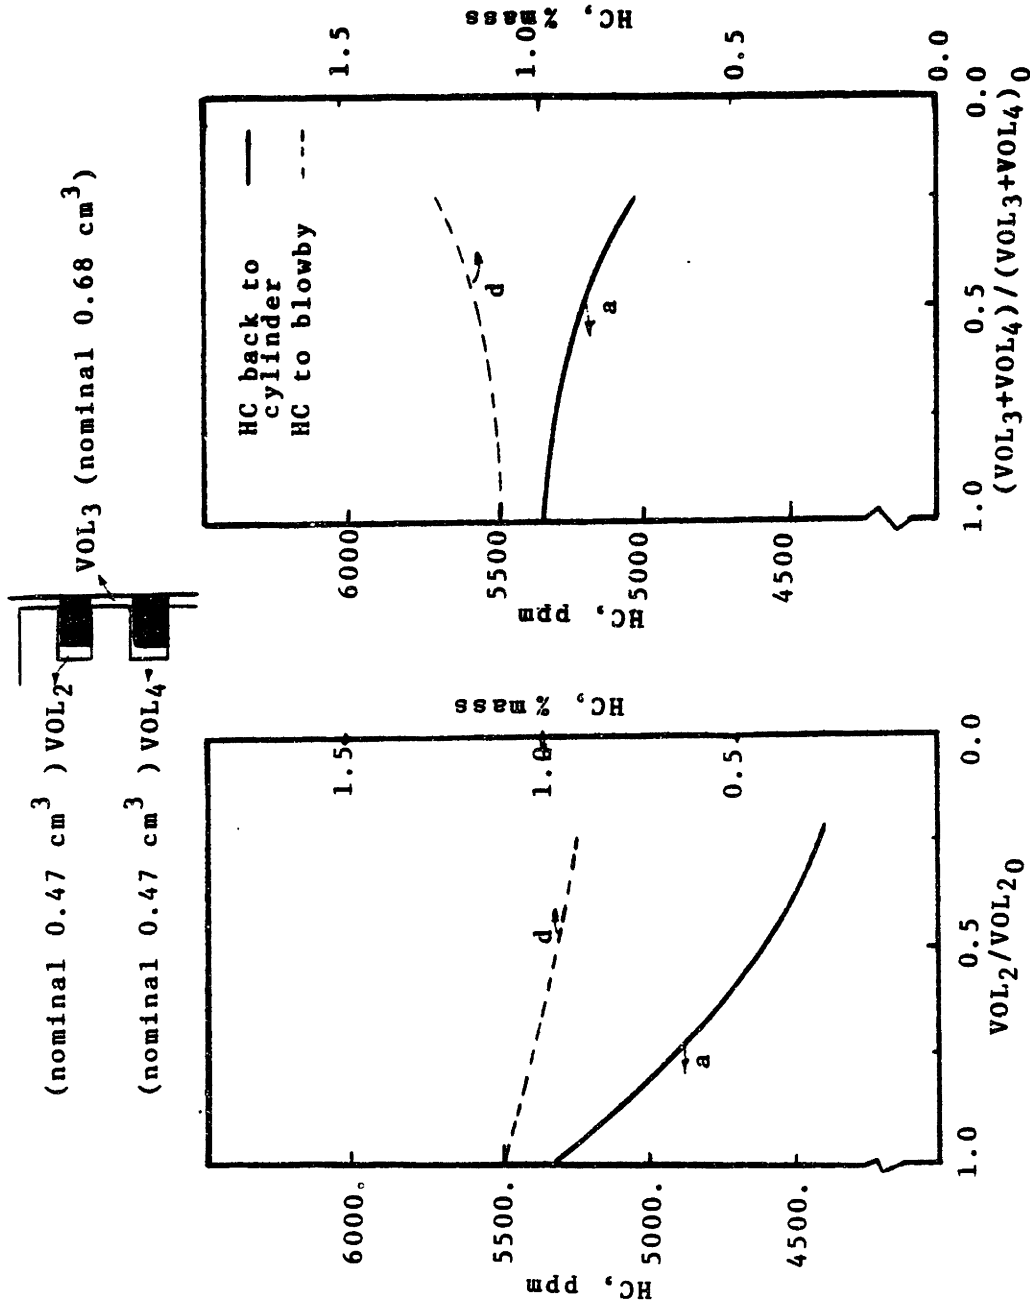 (nominal 0.47 cm³ ) VOL₂
(nominal 0.47 cm³ ) VOL₄
VOL₃ (nominal 0.68 cm³)
HC, ppm
6000.
5500.
5000.
4500.
d
a
1.5
1.0
0.5
HC, % mass
1.0
0.5
0.0
VOL₂/VOL₂₀
HC, ppm
6000
5500
5000
4500
HC back to
cylinder
HC to blowby
d
a
1.5
1.0
0.5
0.0
HC, % mass
1.0
0.5
0.0
(VOL₃+VOL₄)/(VOL₃+VOL₄)₀